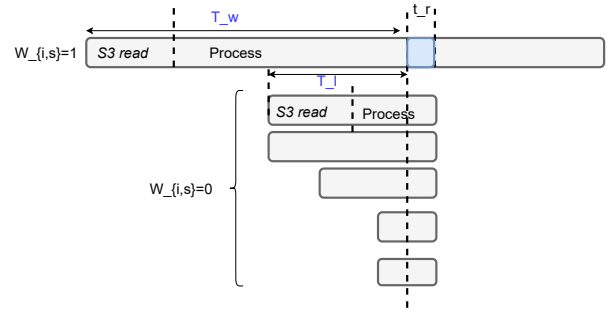 T_w
t_r
W_{i,s}=1
S3 read
Process
T_l
S3 read
Process
W_{i,s}=0